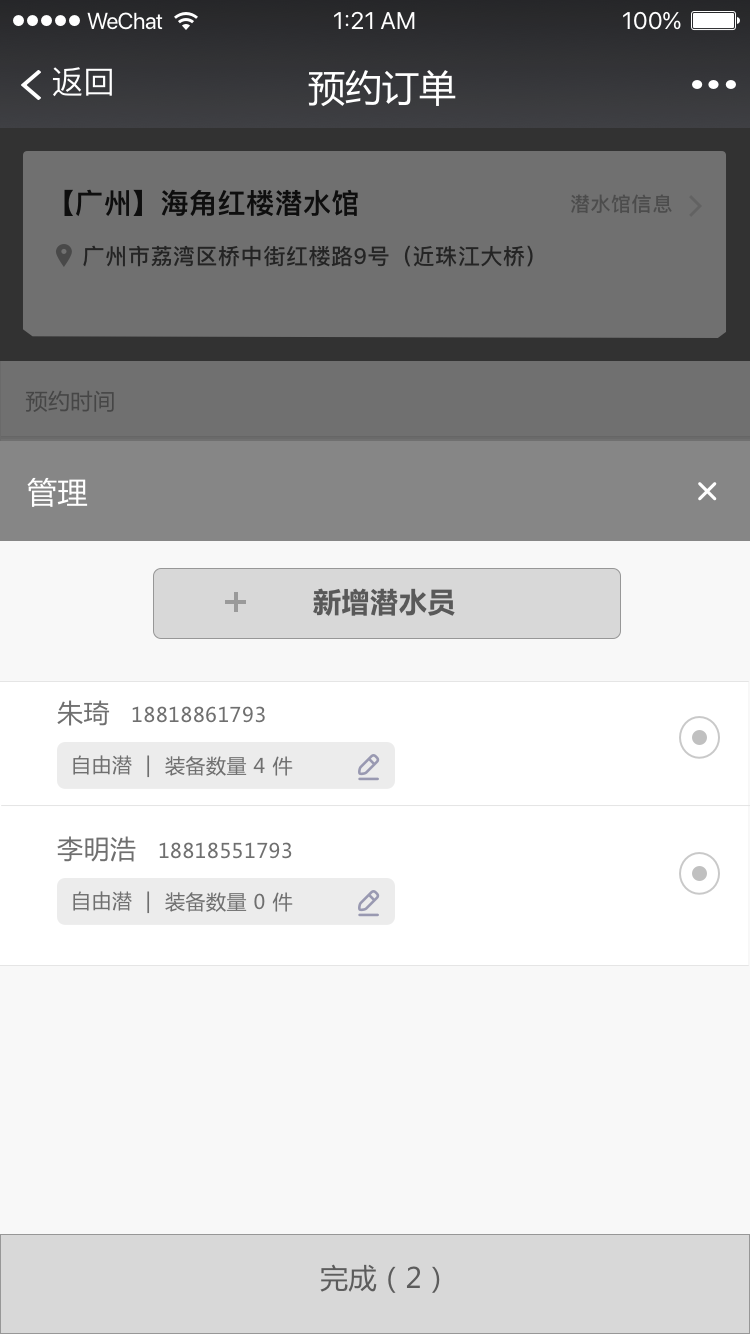 WeChat 1:21 AM 100%
返回 预约订单
【广州】海角红楼潜水馆 潜水馆信息
广州市荔湾区桥中街红楼路9号（近珠江大桥）
预约时间
管理
+ 新增潜水员
朱琦 18818861793
自由潜 | 装备数量 4 件
李明浩 18818551793
自由潜 | 装备数量 0 件
完成 ( 2 )